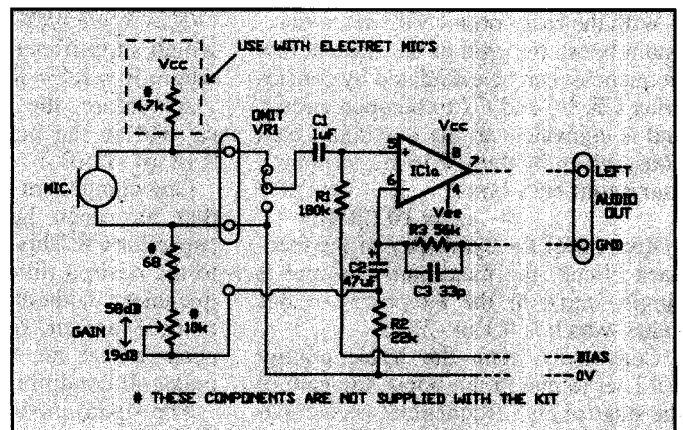 USE WITH ELECTRET MIC'S
Vcc
#
4.7k
OMIT
VR1
C1
1uF
5
+
Vcc
8
7
IC1a
6
-
4
Vee
LEFT
AUDIO
OUT
GND
MIC.
R1
180k
R3 56k
C3 33p
+
C2
47uF
#
68
#
10k
58dB
GAIN
19dB
R2
22k
BIAS
0V
# THESE COMPONENTS ARE NOT SUPPLIED WITH THE KIT